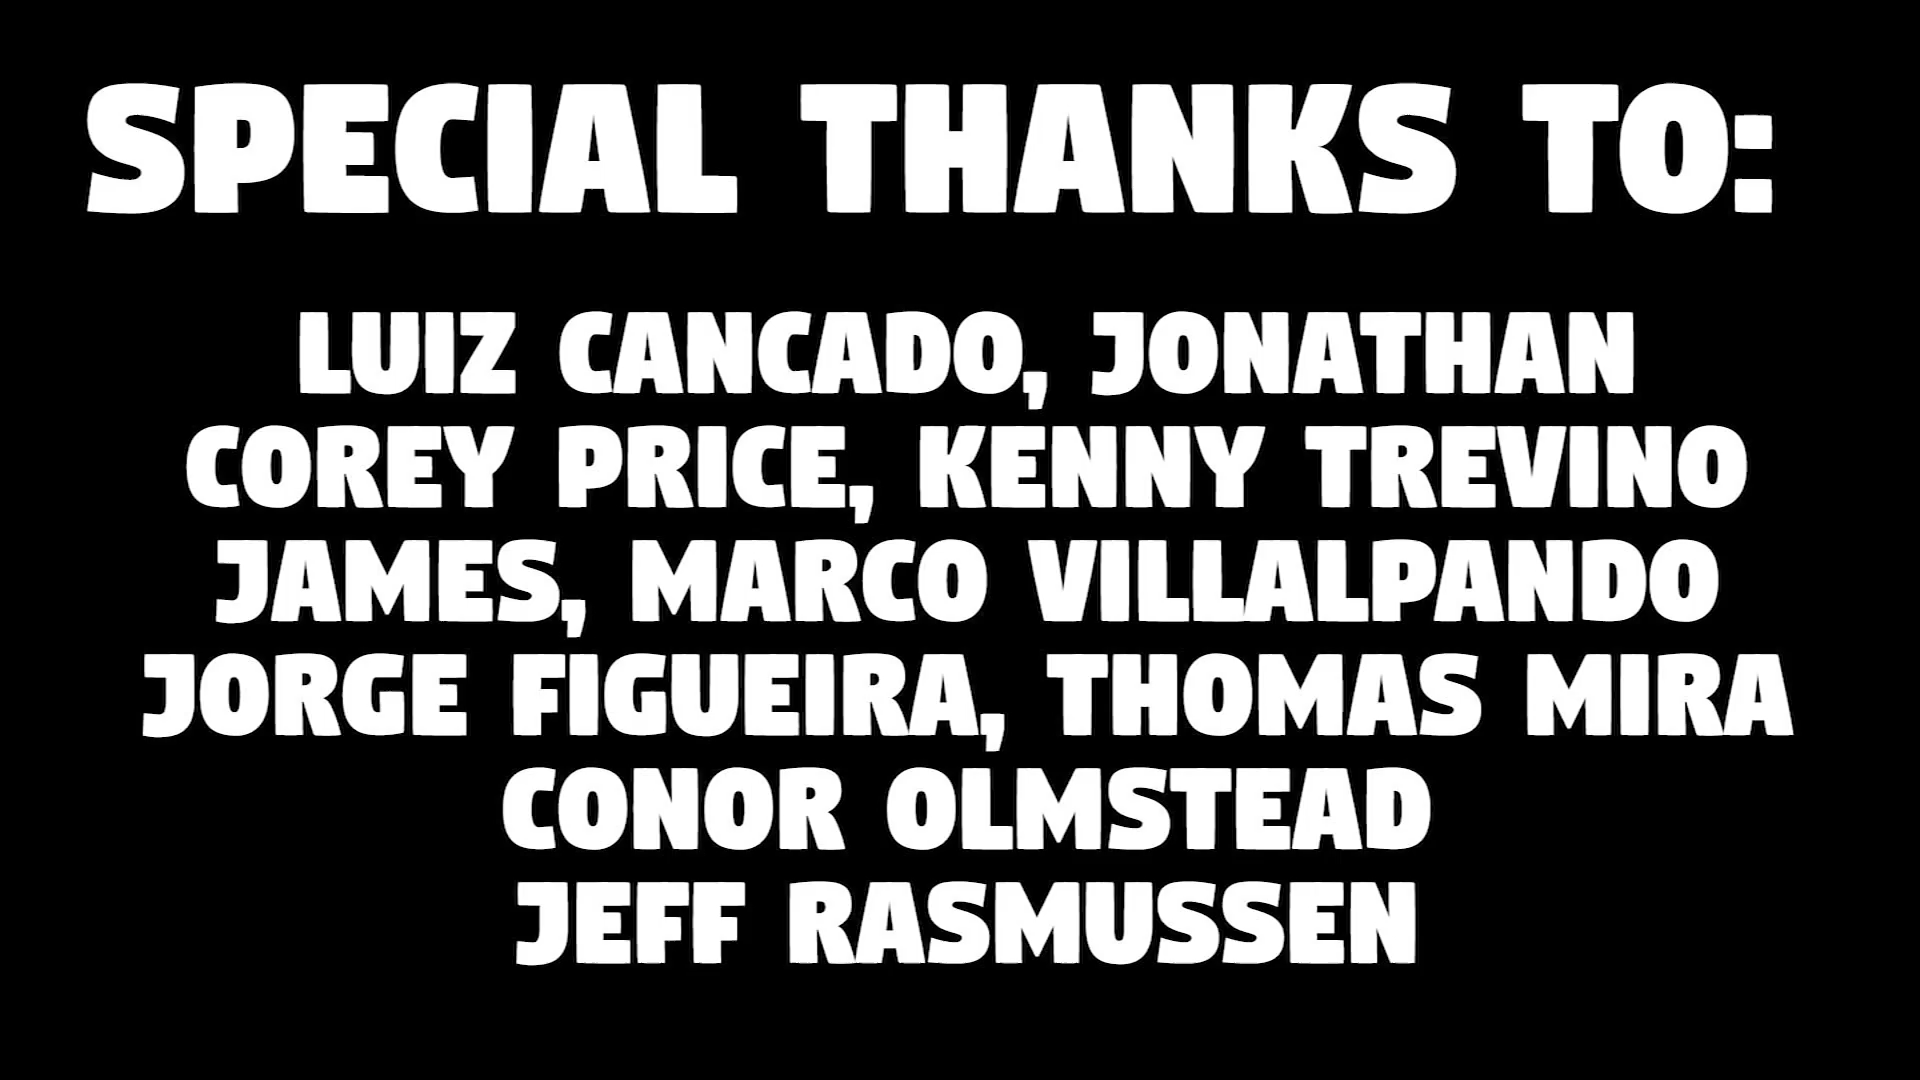 SPECIAL THANKS TO:
LUIZ CANCADO, JONATHAN
COREY PRICE, KENNY TREVINO
JAMES, MARCO VILLALPANDO
JORGE FIGUEIRA, THOMAS MIRA
CONOR OLMSTEAD
JEFF RASMUSSEN